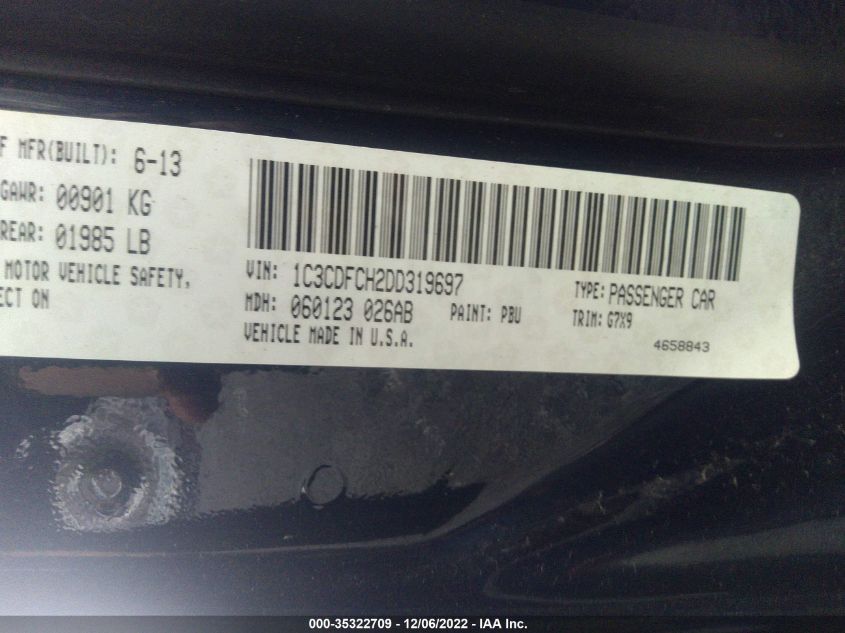 F MFR(BUILT): 6-13
GAWR: 00901 KG
REAR: 01985 LB
MOTOR VEHICLE SAFETY,
ECT ON
VIN: 1C3CDFCH2DD319697
TYPE: PASSENGER CAR
MDH: 060123 026AB
PAINT: PBU
TRIM: G7X9
VEHICLE MADE IN U.S.A.
4658843
000-35322709 - 12/06/2022 - IAA Inc.